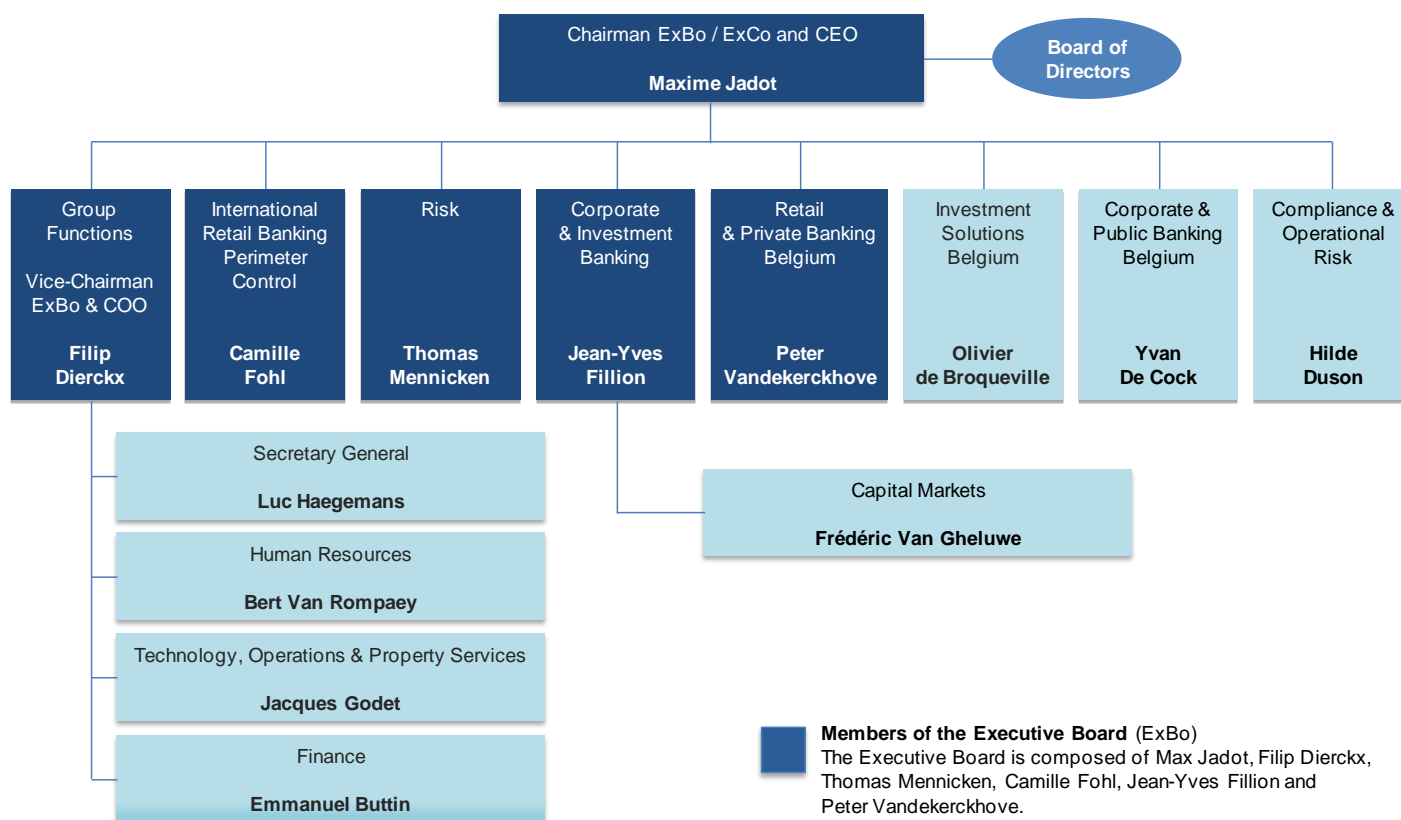 Chairman ExBo / ExCo and CEO
Maxime Jadot
Board of
Directors
Group
Functions
Vice-Chairman
ExBo & COO
Filip
Dierckx
International
Retail Banking
Perimeter
Control
Camille
Fohl
Risk
Thomas
Mennicken
Corporate
& Investment
Banking
Jean-Yves
Fillion
Retail
& Private Banking
Belgium
Peter
Vandekerckhove
Investment
Solutions
Belgium
Olivier
de Broqueville
Corporate &
Public Banking
Belgium
Yvan
De Cock
Compliance &
Operational
Risk
Hilde
Duson
Secretary General
Luc Haegemans
Human Resources
Bert Van Rompaey
Technology, Operations & Property Services
Jacques Godet
Finance
Emmanuel Buttin
Capital Markets
Frédéric Van Gheluwe
Members of the Executive Board (ExBo)
The Executive Board is composed of Max Jadot, Filip Dierckx,
Thomas Mennicken, Camille Fohl, Jean-Yves Fillion and
Peter Vandekerckhove.